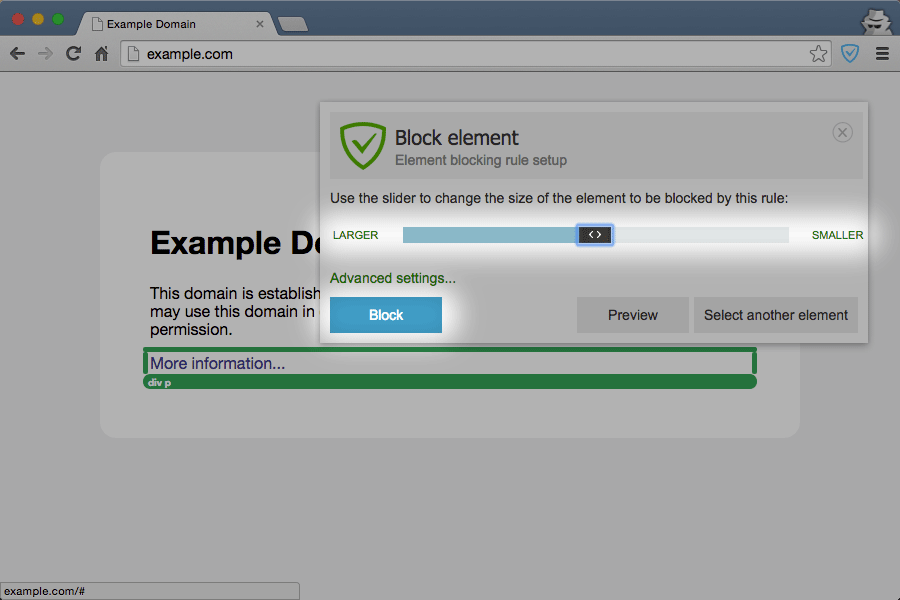 Example Domain
example.com
Block element
Element blocking rule setup
Use the slider to change the size of the element to be blocked by this rule:
LARGER
SMALLER
Advanced settings...
Block
Preview
Select another element
Example
This domain is establish
may use this domain in
permission.
More information...
div p
example.com/#